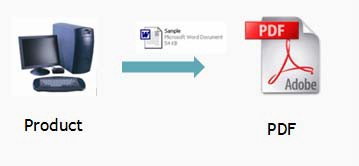 Sample
Microsoft Word Document
54 KB
PDF
Adobe
Product
PDF